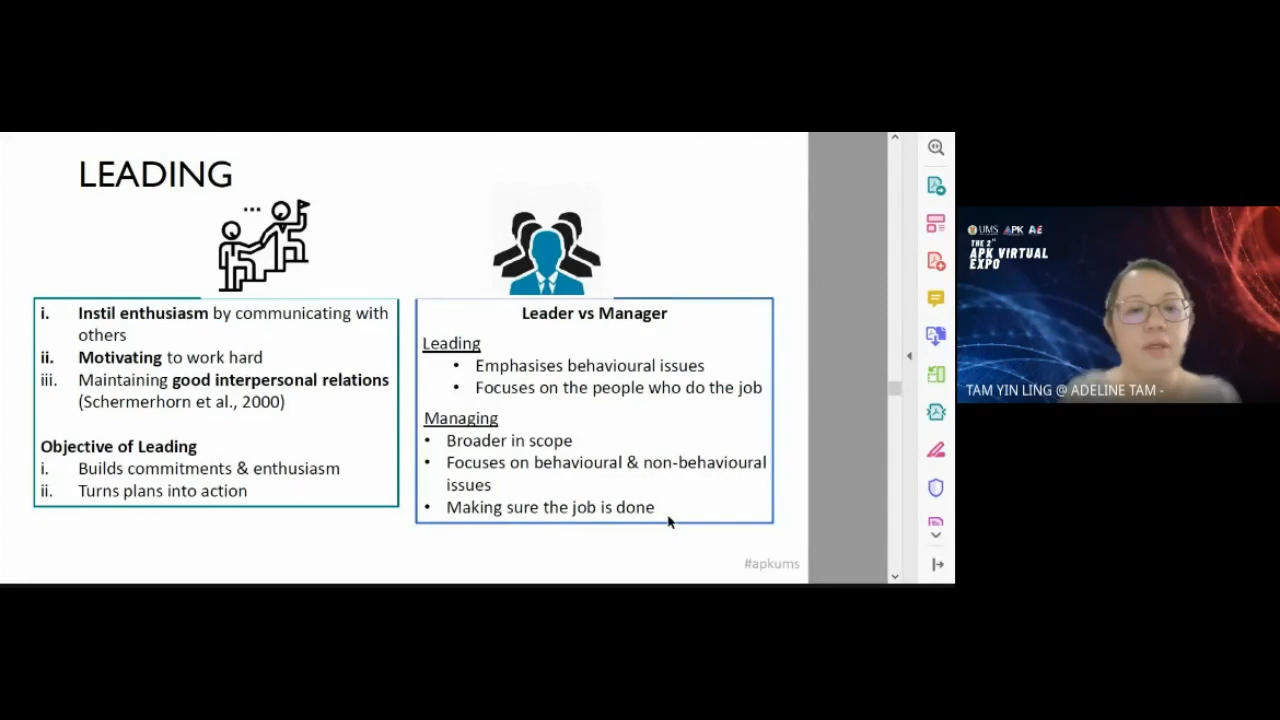 LEADING
...
i. Instil enthusiasm by communicating with
others
ii. Motivating to work hard
iii. Maintaining good interpersonal relations
(Schermerhorn et al., 2000)
Objective of Leading
i. Builds commitments & enthusiasm
ii. Turns plans into action
Leader vs Manager
Leading
• Emphasises behavioural issues
• Focuses on the people who do the job
Managing
• Broader in scope
• Focuses on behavioural & non-behavioural
issues
• Making sure the job is done
#apkums
UMS APK AE
THE 2nd
APK VIRTUAL
EXPO
TAM YIN LING @ ADELINE TAM -